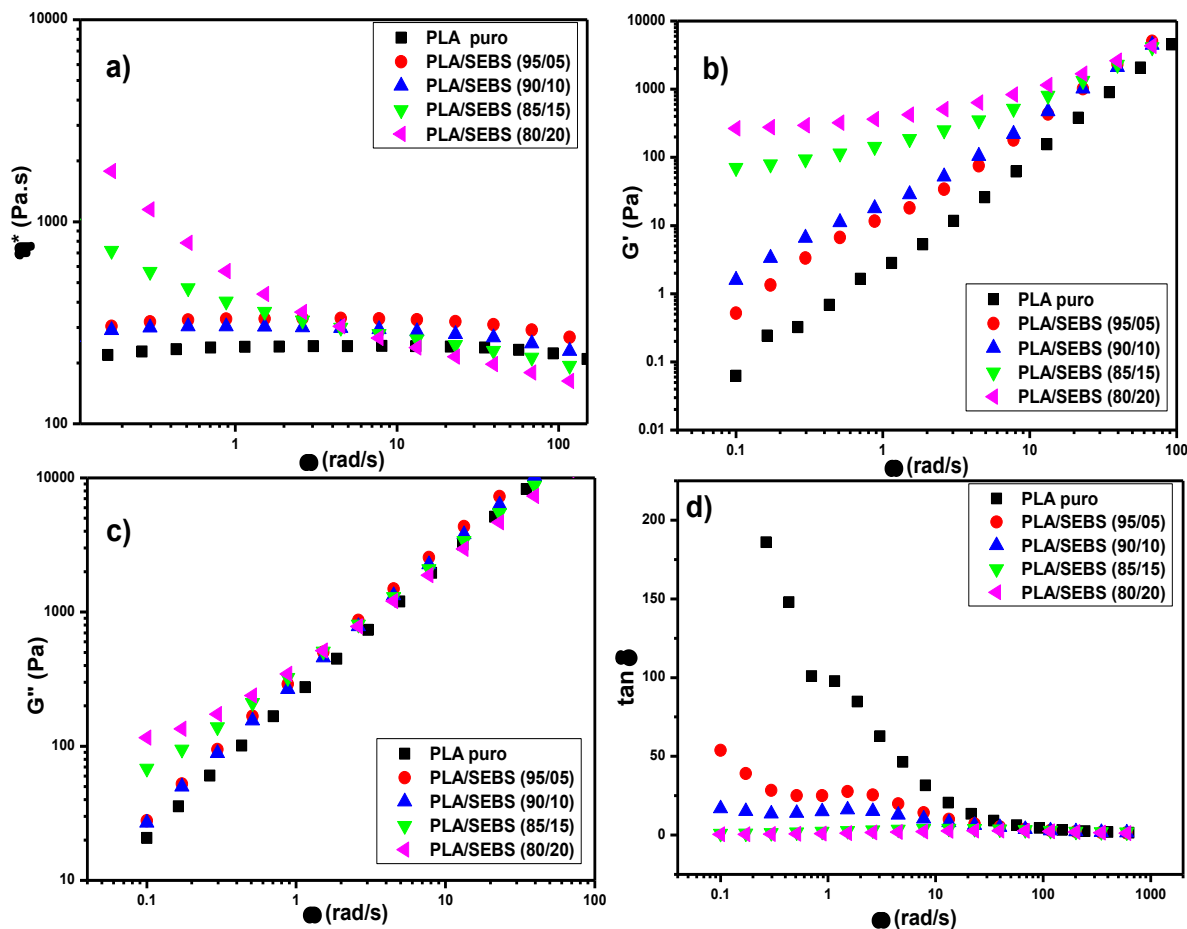 a)
10000
1000
100
* (Pa.s)
1
10
100
(rad/s)
PLA puro
PLA/SEBS (95/05)
PLA/SEBS (90/10)
PLA/SEBS (85/15)
PLA/SEBS (80/20)
b)
10000
1000
100
10
1
0.1
0.01
G' (Pa)
0.1
1
10
100
(rad/s)
PLA puro
PLA/SEBS (95/05)
PLA/SEBS (90/10)
PLA/SEBS (85/15)
PLA/SEBS (80/20)
c)
10000
1000
100
10
G'' (Pa)
0.1
1
10
100
(rad/s)
PLA puro
PLA/SEBS (95/05)
PLA/SEBS (90/10)
PLA/SEBS (85/15)
PLA/SEBS (80/20)
d)
200
150
100
50
0
tan
0.1
1
10
100
1000
(rad/s)
PLA puro
PLA/SEBS (95/05)
PLA/SEBS (90/10)
PLA/SEBS (85/15)
PLA/SEBS (80/20)